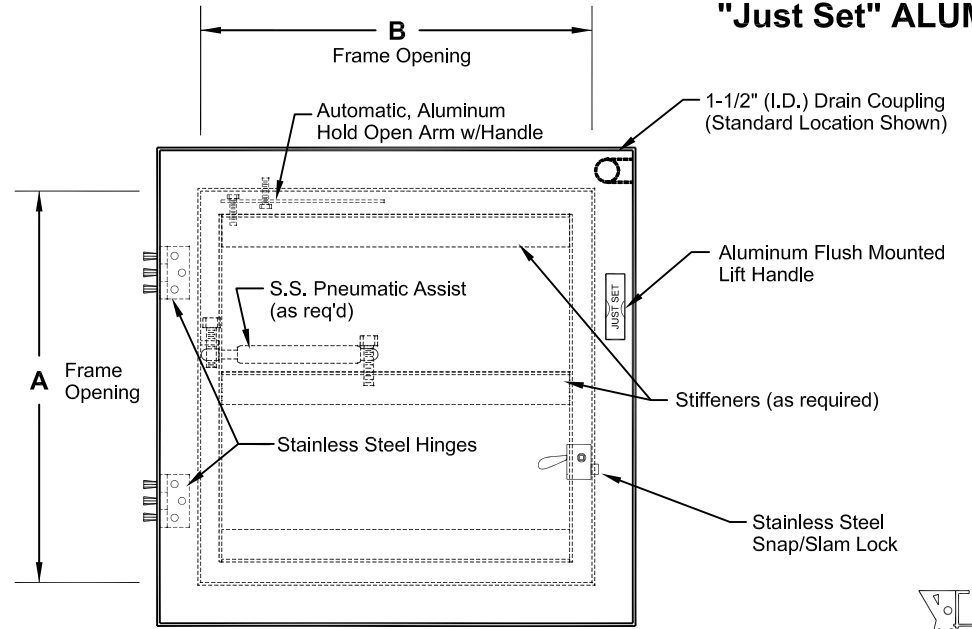 "Just Set" ALUM
B
Frame Opening
Automatic, Aluminum
Hold Open Arm w/Handle
1-1/2" (I.D.) Drain Coupling
(Standard Location Shown)
Aluminum Flush Mounted
Lift Handle
JUST SET
S.S. Pneumatic Assist
(as req'd)
A
Frame
Opening
Stiffeners (as required)
Stainless Steel Hinges
Stainless Steel
Snap/Slam Lock